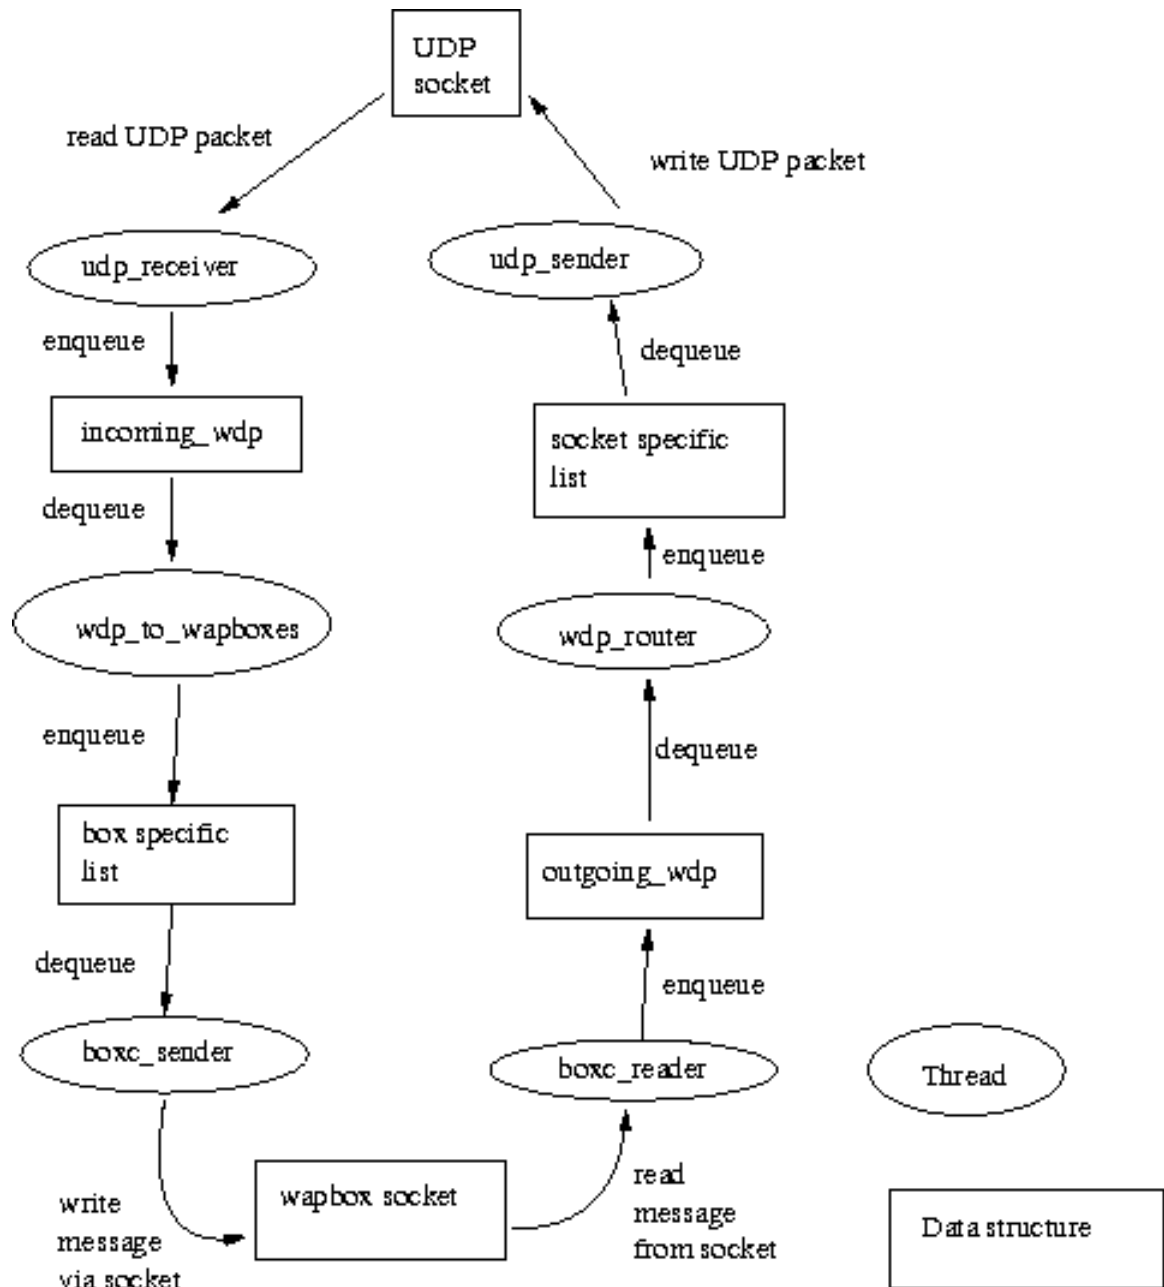 UDP
socket
read UDP packet
write UDP packet
udp_receiver
udp_sender
enqueue
dequeue
incoming_wdp
socket specific
list
dequeue
enqueue
wdp_to_wapboxes
wdp_router
enqueue
dequeue
box specific
list
outgoing_wdp
dequeue
enqueue
boxc_sender
boxc_reader
Thread
write
message
via socket
wapbox socket
read
message
from socket
Data structure